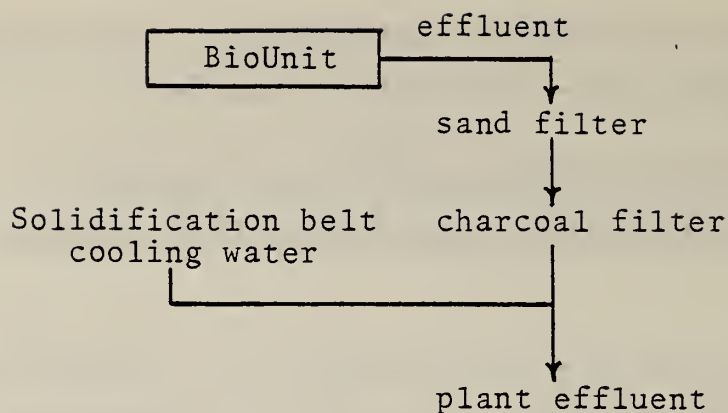 effluent
BioUnit
sand filter
Solidification belt
cooling water
charcoal filter
plant effluent